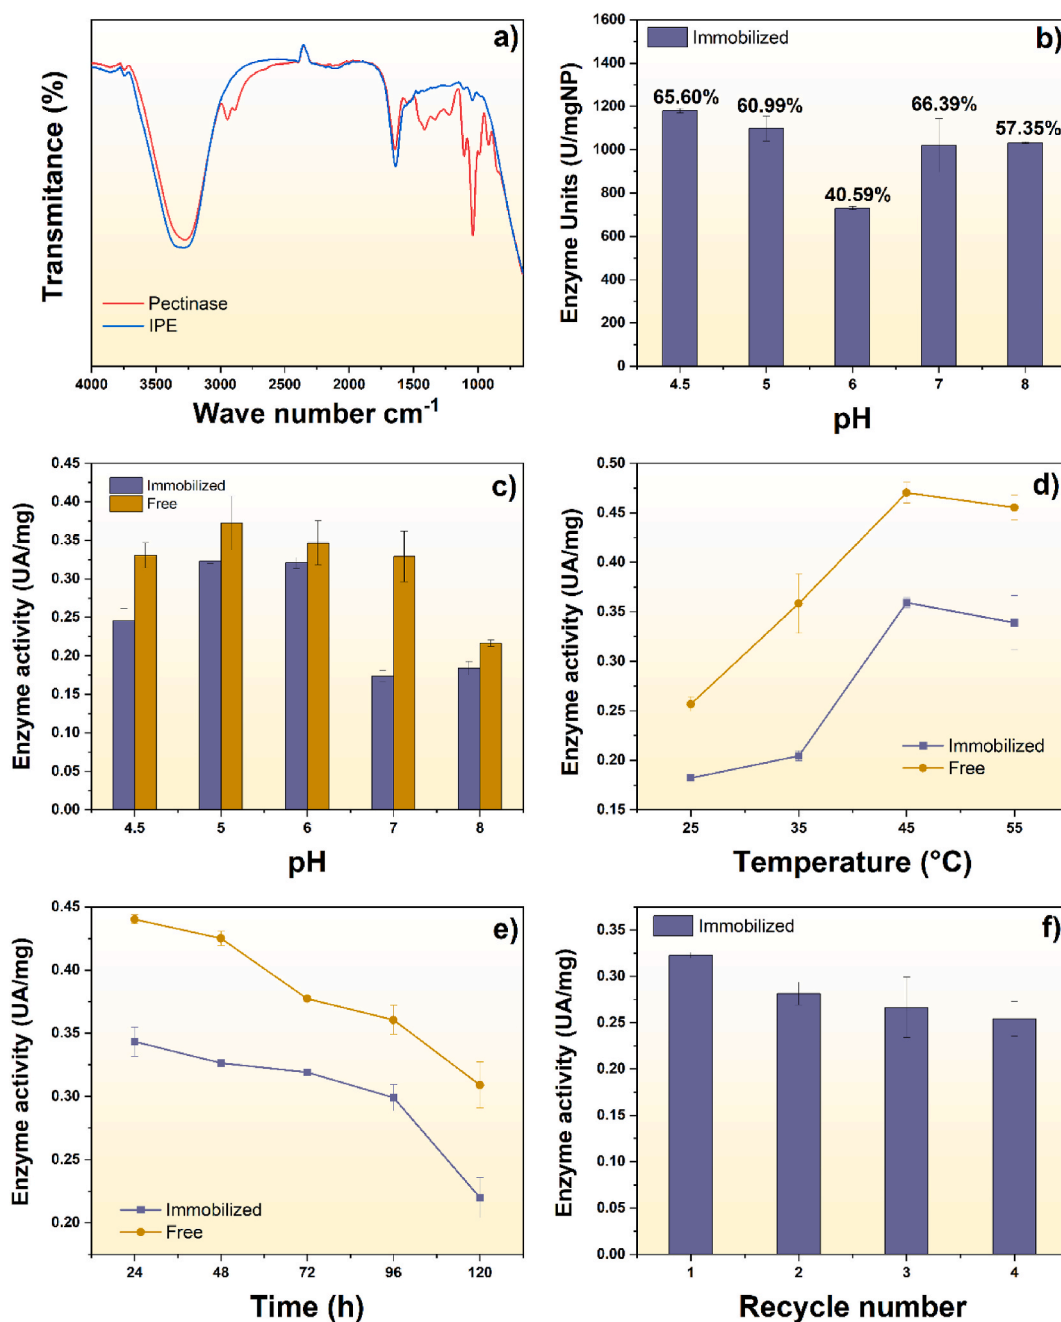 a)
Transmitance (%)
Pectinase
IPE
4000 3500 3000 2500 2000 1500 1000
Wave number cm-1
b)
Immobilized
Enzyme Units (U/mgNP)
1600
1400
1200
1000
800
600
400
200
0
65.60% 60.99% 40.59% 66.39% 57.35%
4.5 5 6 7 8
pH
c)
Immobilized
Free
Enzyme activity (UA/mg)
0.45
0.40
0.35
0.30
0.25
0.20
0.15
0.10
0.05
0.00
4.5 5 6 7 8
pH
d)
Enzyme activity (UA/mg)
0.50
0.45
0.40
0.35
0.30
0.25
0.20
0.15
Immobilized
Free
25 35 45 55
Temperature (°C)
e)
Enzyme activity (UA/mg)
0.45
0.40
0.35
0.30
0.25
0.20
Immobilized
Free
24 48 72 96 120
Time (h)
f)
Immobilized
Enzyme activity (UA/mg)
0.35
0.30
0.25
0.20
0.15
0.10
0.05
0.00
1 2 3 4
Recycle number